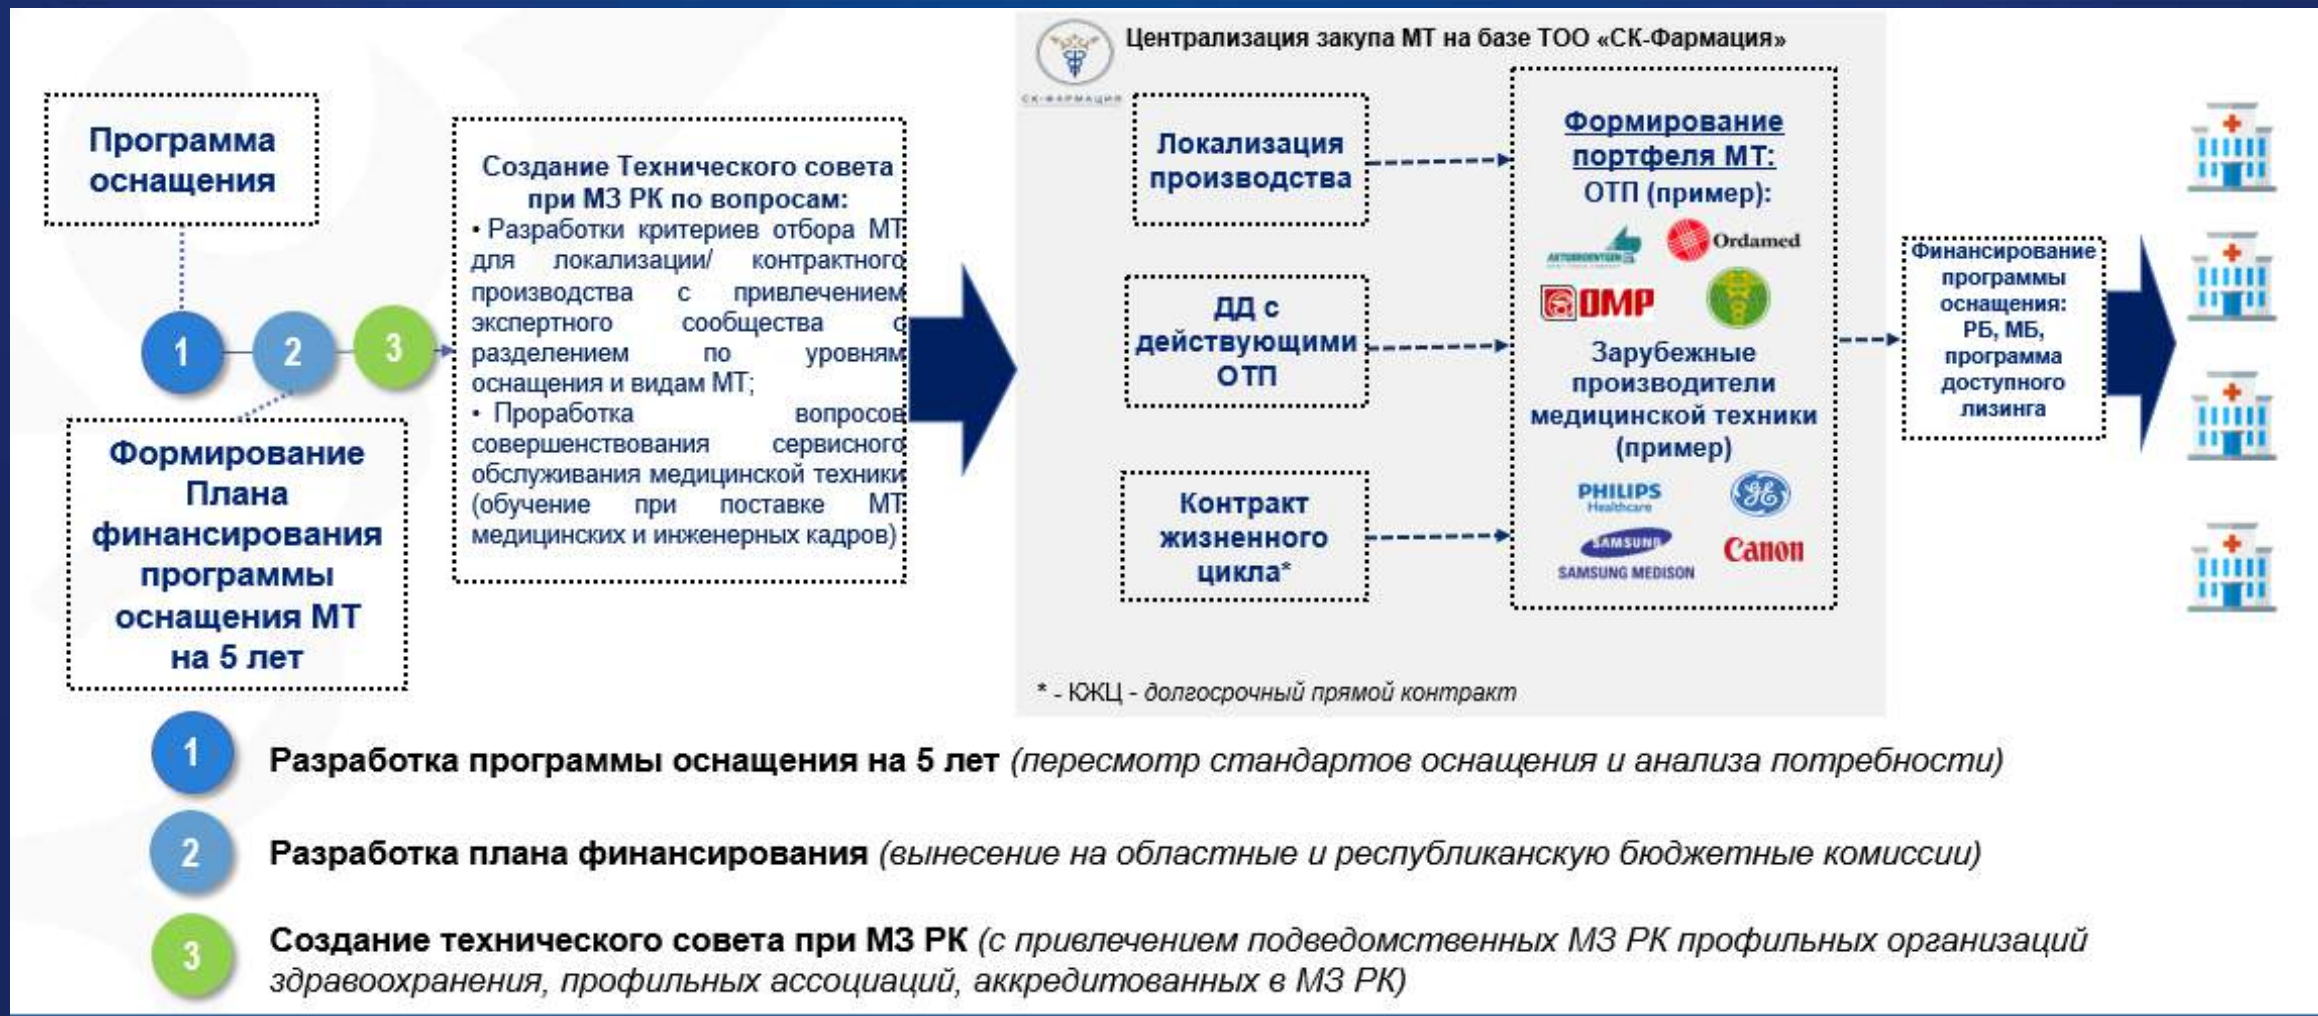 Централизация закупа МТ на базе ТОО «СК-Фармация»
СК-ФАРМАЦИЯ
Программа
оснащения
1
2
3
Формирование
Плана
финансирования
программы
оснащения МТ
на 5 лет
Создание Технического совета
при МЗ РК по вопросам:
• Разработки критериев отбора МТ
для локализации/ контрактного
производства с привлечением
экспертного сообщества с
разделением по уровням
оснащения и видам МТ;
• Проработка вопросов
совершенствования сервисного
обслуживания медицинской техники
(обучение при поставке МТ
медицинских и инженерных кадров)
Локализация
производства
ДД с
действующими
ОТП
Контракт
жизненного
цикла*
Формирование
портфеля МТ:
ОТП (пример):
Ordamed
OMP
Зарубежные
производители
медицинской техники
(пример)
PHILIPS
Healthcare
GE
SAMSUNG
SAMSUNG MEDISON
Canon
* - КЖЦ - долгосрочный прямой контракт
Финансирование
программы
оснащения:
РБ, МБ,
программа
доступного
лизинга
1
Разработка программы оснащения на 5 лет (пересмотр стандартов оснащения и анализа потребности)
2
Разработка плана финансирования (вынесение на областные и республиканскую бюджетные комиссии)
3
Создание технического совета при МЗ РК (с привлечением подведомственных МЗ РК профильных организаций
здравоохранения, профильных ассоциаций, аккредитованных в МЗ РК)